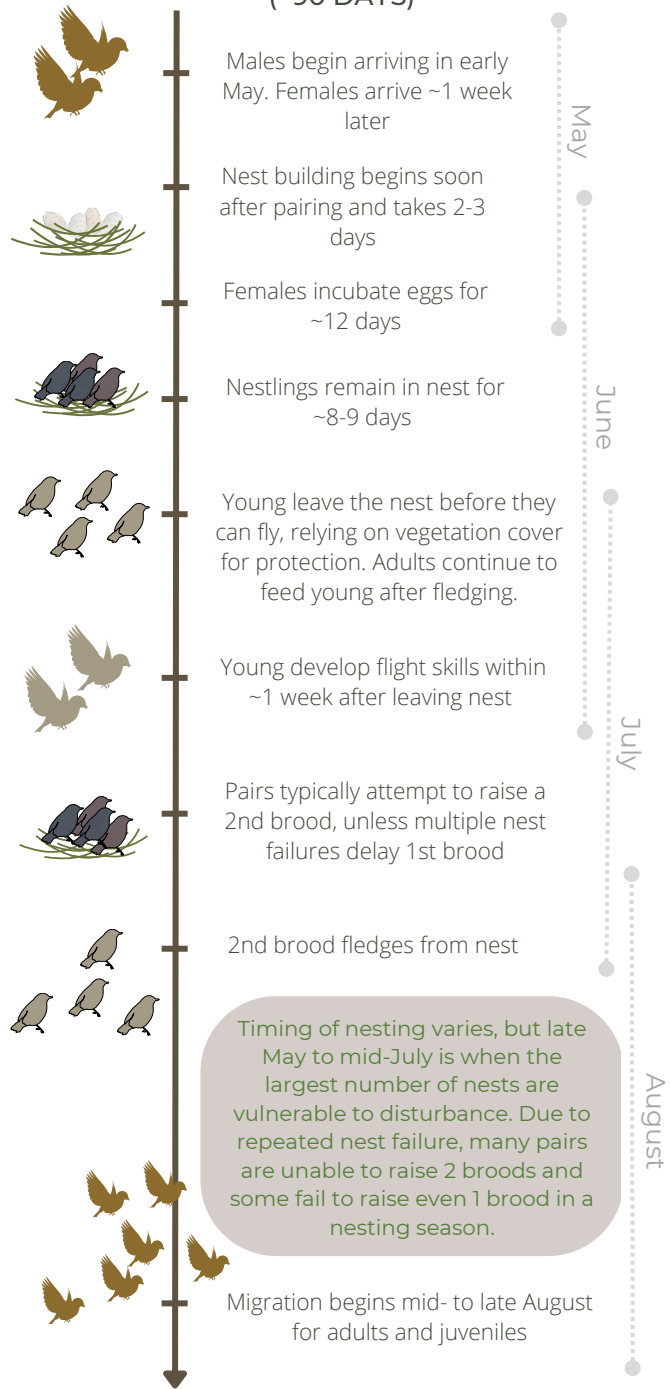 (~90 DAYS)
Males begin arriving in early
May. Females arrive ~1 week
later
May
Nest building begins soon
after pairing and takes 2-3
days
Females incubate eggs for
~12 days
Nestlings remain in nest for
~8-9 days
June
Young leave the nest before they
can fly, relying on vegetation cover
for protection. Adults continue to
feed young after fledging.
Young develop flight skills within
~1 week after leaving nest
July
Pairs typically attempt to raise a
2nd brood, unless multiple nest
failures delay 1st brood
2nd brood fledges from nest
Timing of nesting varies, but late
May to mid-July is when the
largest number of nests are
vulnerable to disturbance. Due to
repeated nest failure, many pairs
are unable to raise 2 broods and
some fail to raise even 1 brood in a
nesting season.
August
Migration begins mid- to late August
for adults and juveniles